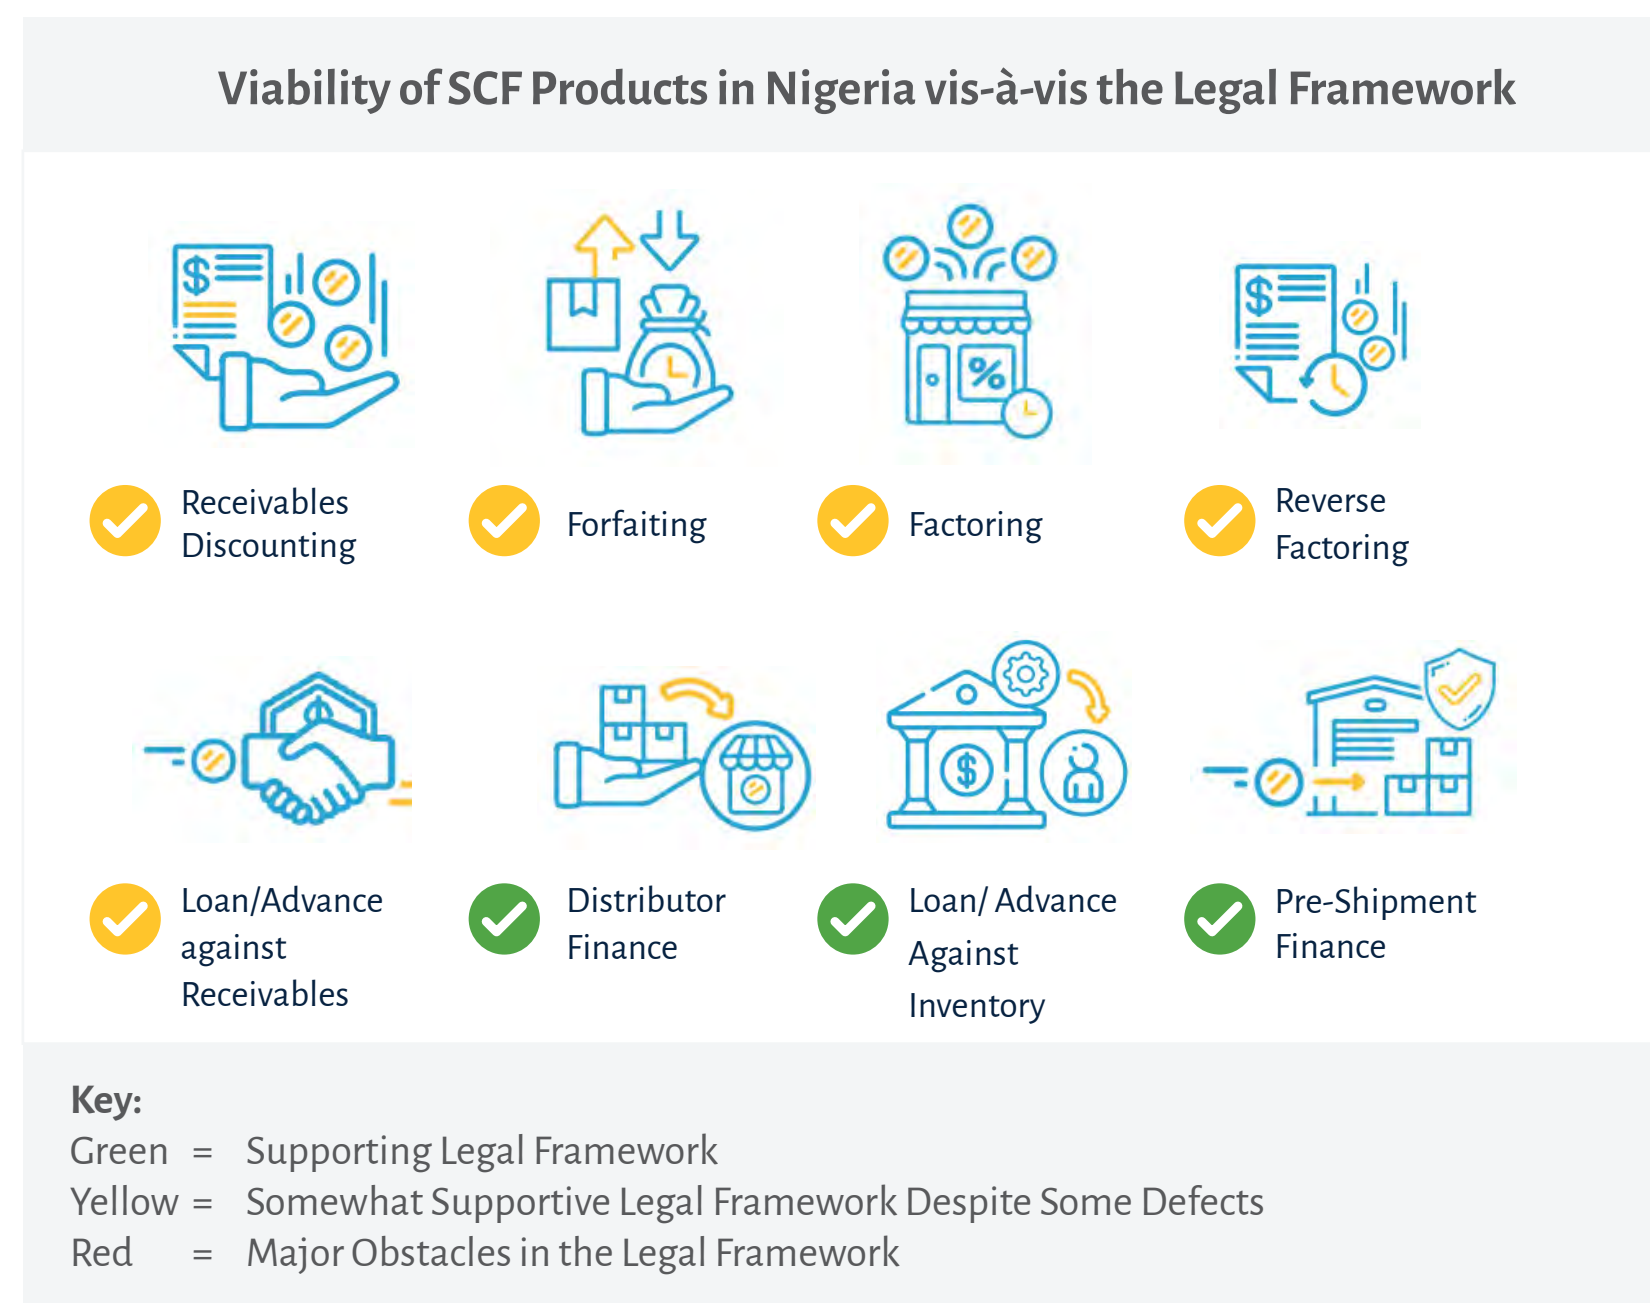 Viability of SCF Products in Nigeria vis-à-vis the Legal Framework
Receivables
Discounting
Forfaiting
Factoring
Reverse
Factoring
Loan/Advance
against
Receivables
Distributor
Finance
Loan/ Advance
Against
Inventory
Pre-Shipment
Finance
Key:
Green = Supporting Legal Framework
Yellow = Somewhat Supportive Legal Framework Despite Some Defects
Red = Major Obstacles in the Legal Framework